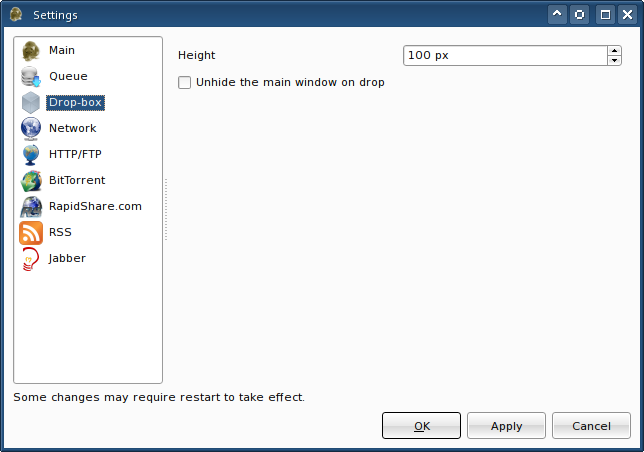 Settings
Main
Queue
Drop-box
Network
HTTP/FTP
BitTorrent
RapidShare.com
RSS
Jabber
Height
100 px
Unhide the main window on drop
Some changes may require restart to take effect.
OK
Apply
Cancel